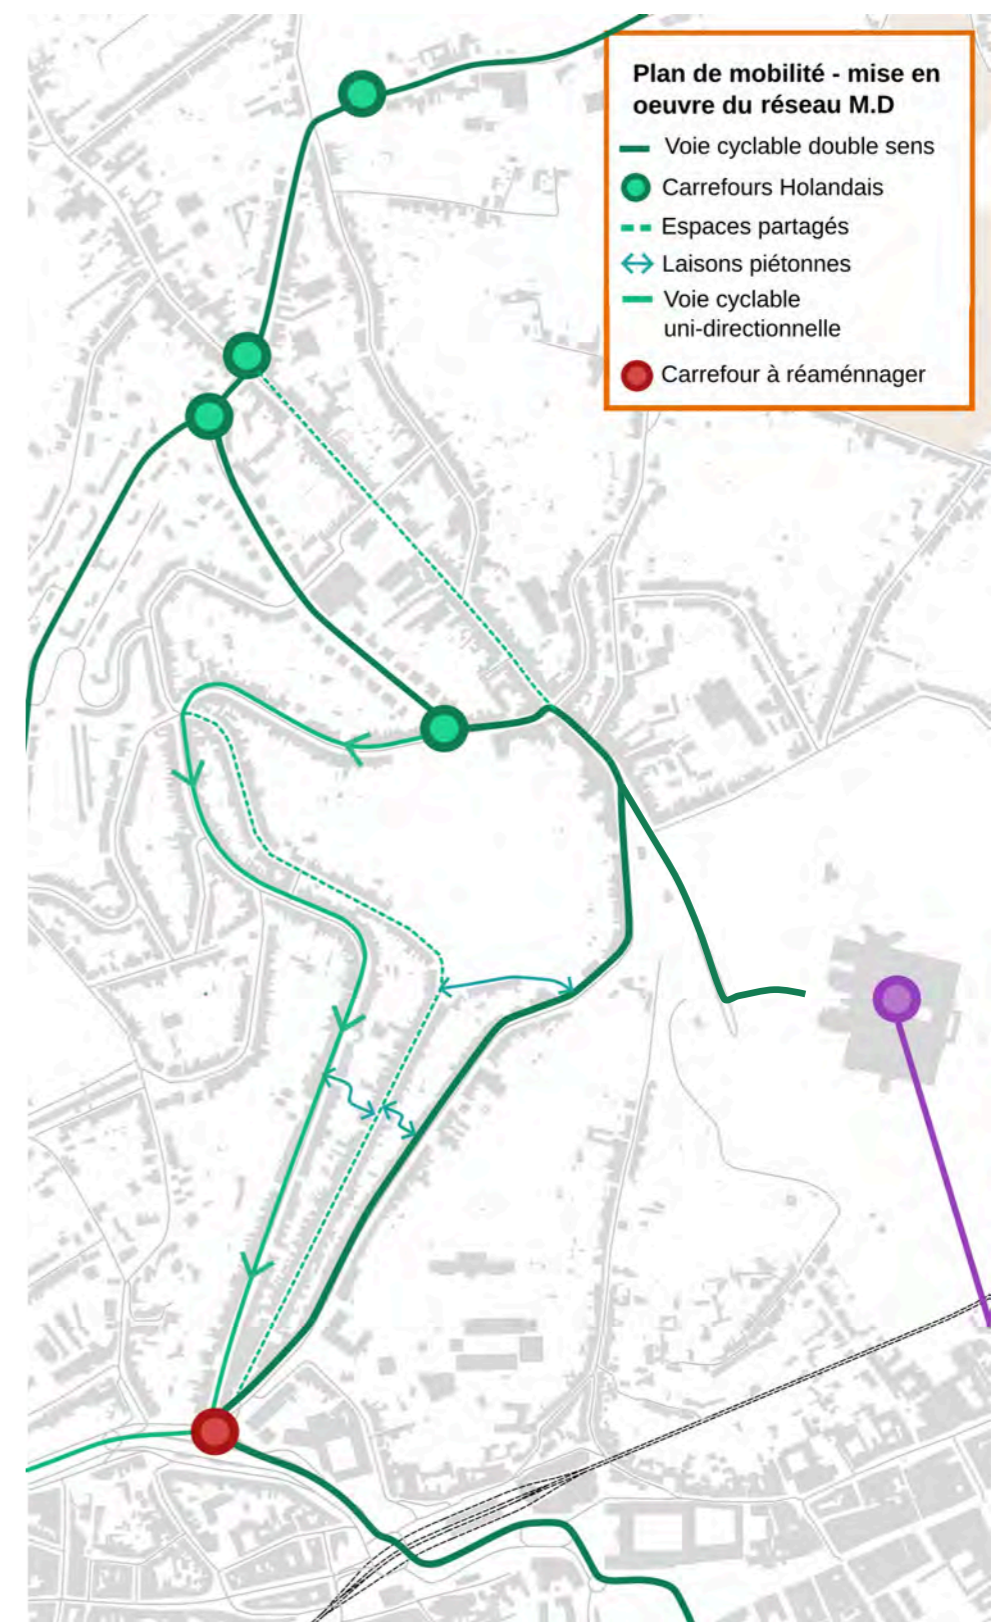 Plan de mobilité - mise en
oeuvre du réseau M.D
Voie cyclable double sens
Carrefours Holandais
Espaces partagés
Laisons piétonnes
Voie cyclable
uni-directionnelle
Carrefour à réaménnager